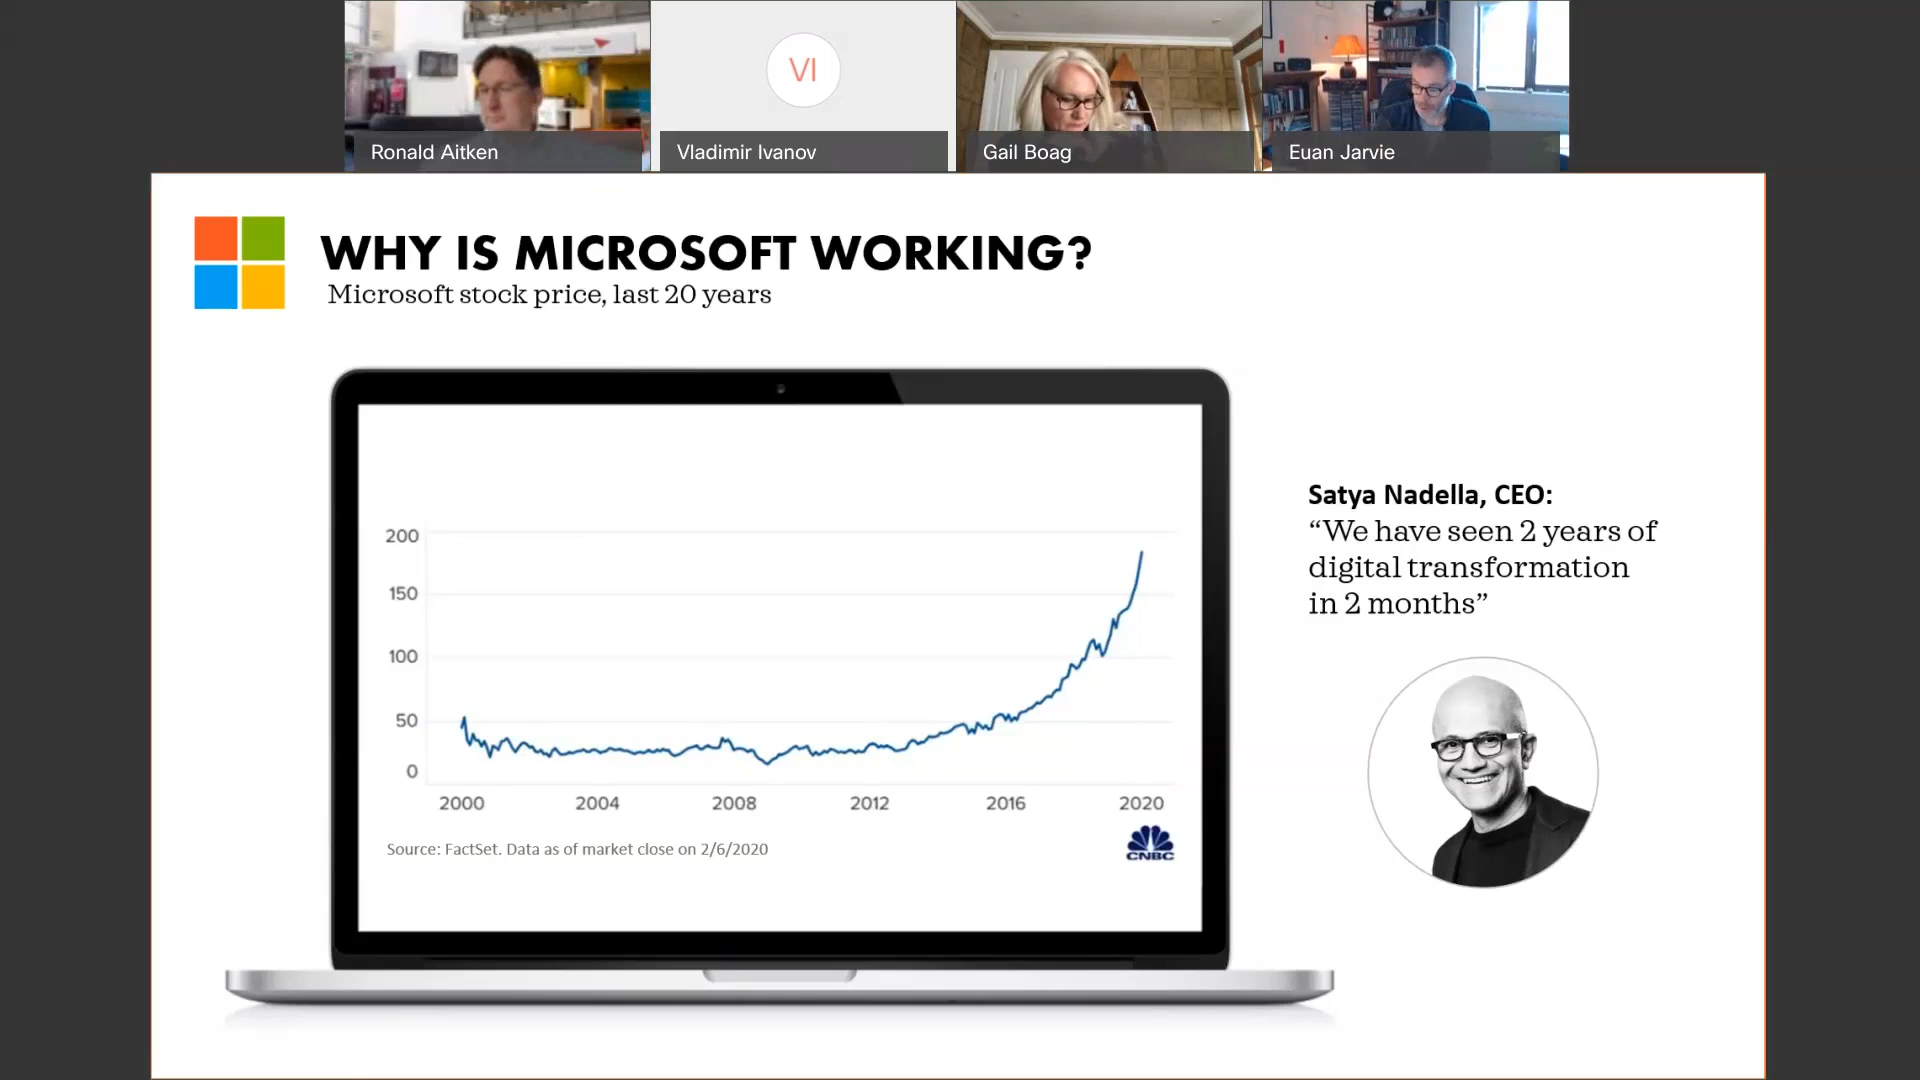 Ronald Aitken
VI
Vladimir Ivanov
Gail Boag
Euan Jarvie
WHY IS MICROSOFT WORKING?
Microsoft stock price, last 20 years
200
150
100
50
0
2000 2004 2008 2012 2016 2020
Source: FactSet. Data as of market close on 2/6/2020
CNBC
Satya Nadella, CEO:
“We have seen 2 years of
digital transformation
in 2 months”